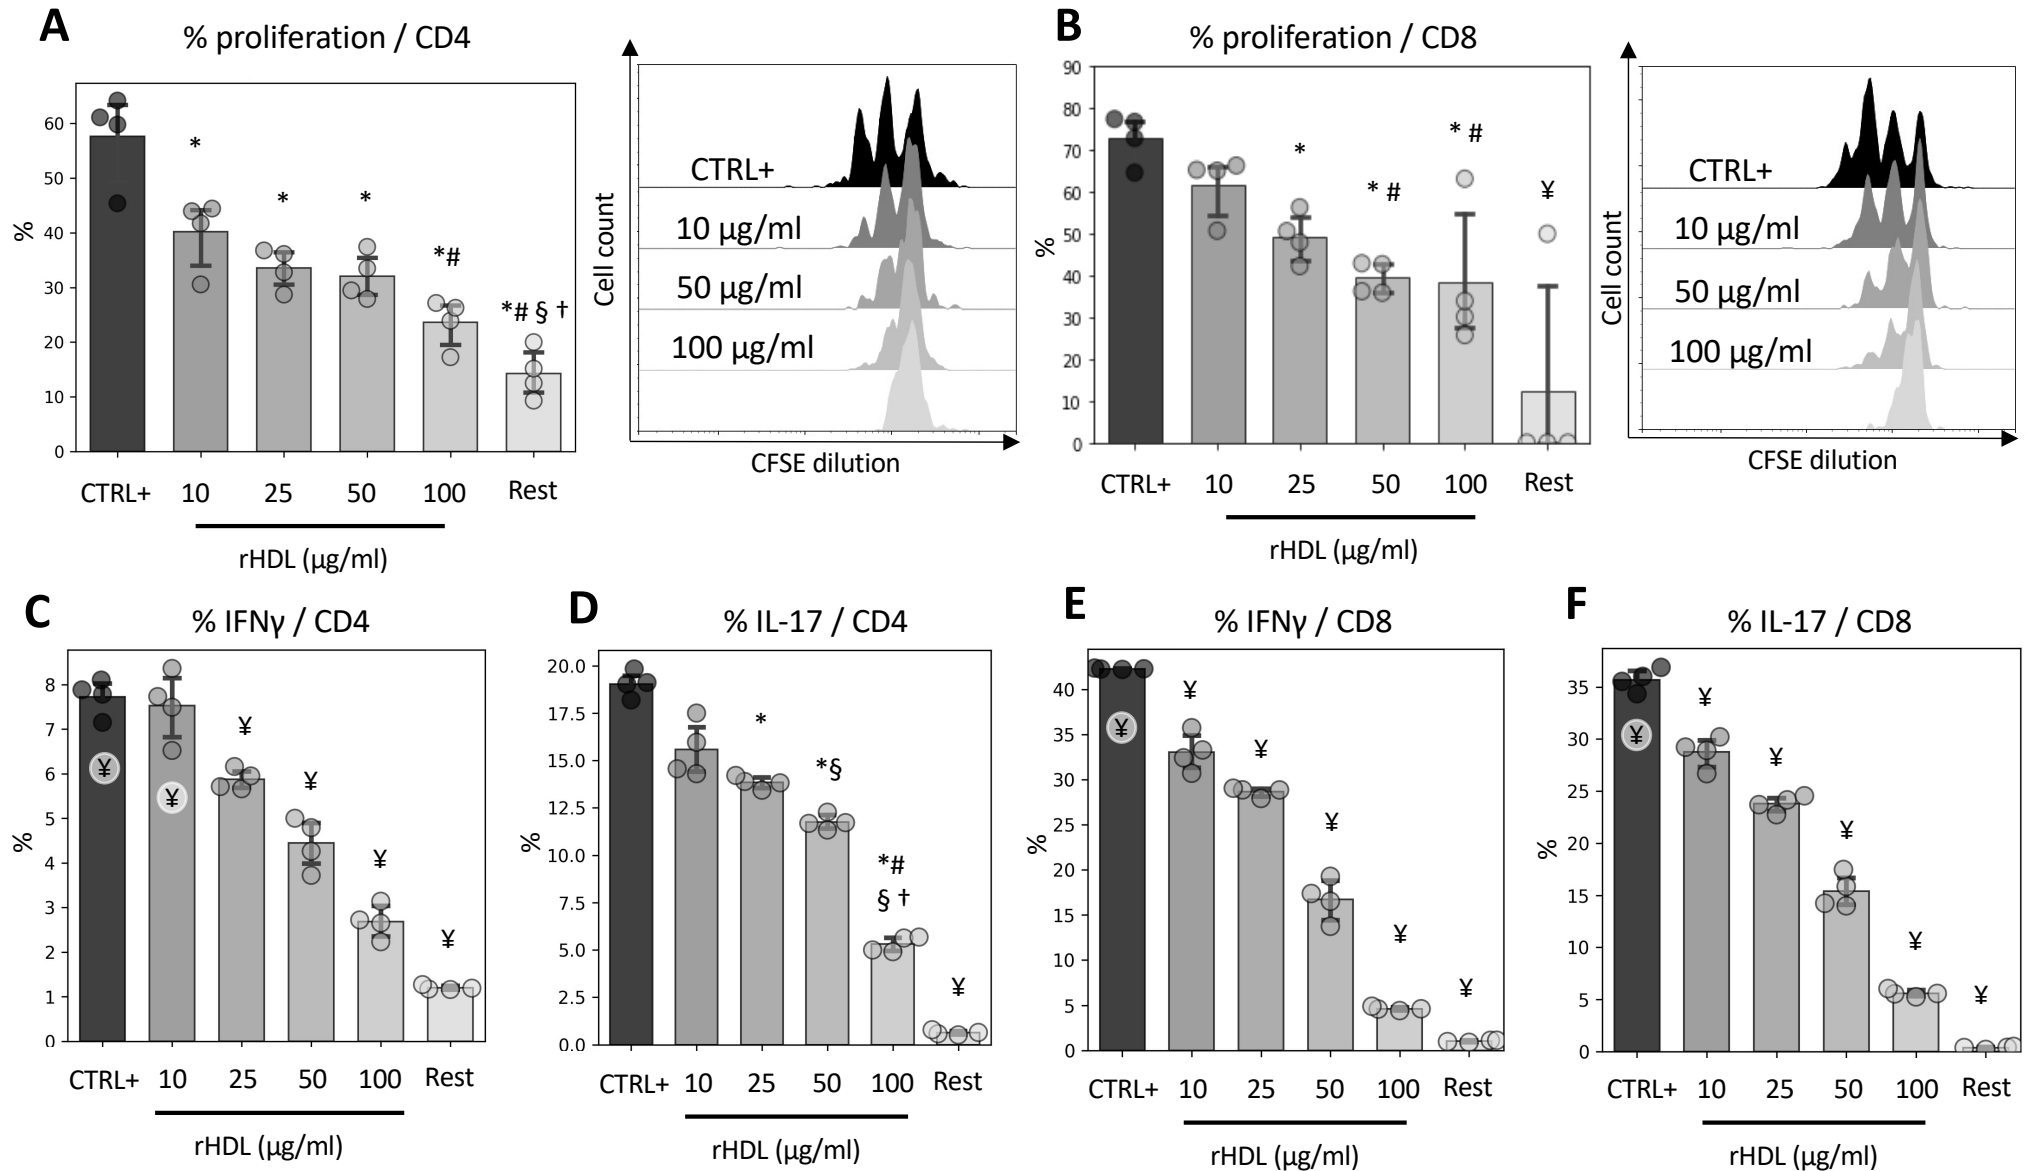 A
% proliferation / CD4
%
60
50
40
30
20
10
0
*
*
*
*#
*# § †
CTRL+ 10 25 50 100 Rest
rHDL (µg/ml)
Cell count
CTRL+
10 µg/ml
50 µg/ml
100 µg/ml
CFSE dilution
B
% proliferation / CD8
%
90
80
70
60
50
40
30
20
10
0
*
* #
* #
¥
CTRL+ 10 25 50 100 Rest
rHDL (µg/ml)
Cell count
CTRL+
10 µg/ml
50 µg/ml
100 µg/ml
CFSE dilution
C
% IFNγ / CD4
%
8
7
6
5
4
3
2
1
0
¥
¥
¥
¥
¥
¥
CTRL+ 10 25 50 100 Rest
rHDL (µg/ml)
D
% IL-17 / CD4
%
20.0
17.5
15.0
12.5
10.0
7.5
5.0
2.5
0.0
*
*§
*#
§ †
¥
CTRL+ 10 25 50 100 Rest
rHDL (µg/ml)
E
% IFNγ / CD8
%
40
35
30
25
20
15
10
5
0
¥
¥
¥
¥
¥
¥
CTRL+ 10 25 50 100 Rest
rHDL (µg/ml)
F
% IL-17 / CD8
%
35
30
25
20
15
10
5
0
¥
¥
¥
¥
¥
¥
CTRL+ 10 25 50 100 Rest
rHDL (µg/ml)